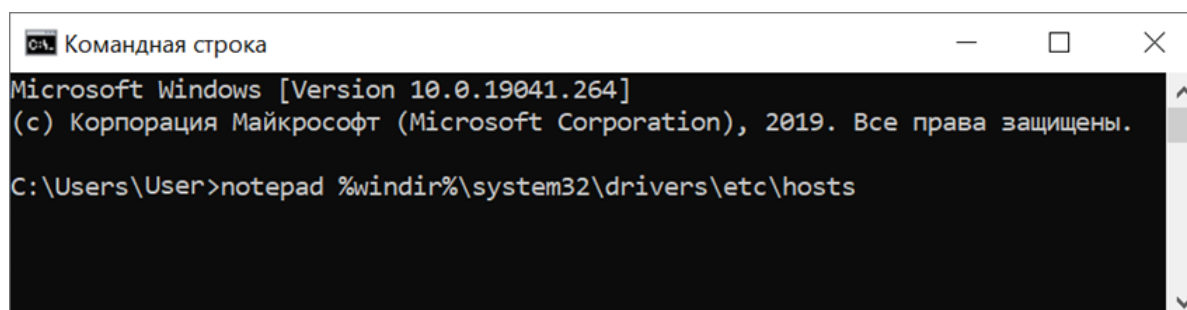 Командная строка
Microsoft Windows [Version 10.0.19041.264]
(c) Корпорация Майкрософт (Microsoft Corporation), 2019. Все права защищены.
C:\Users\User>notepad %windir%\system32\drivers\etc\hosts